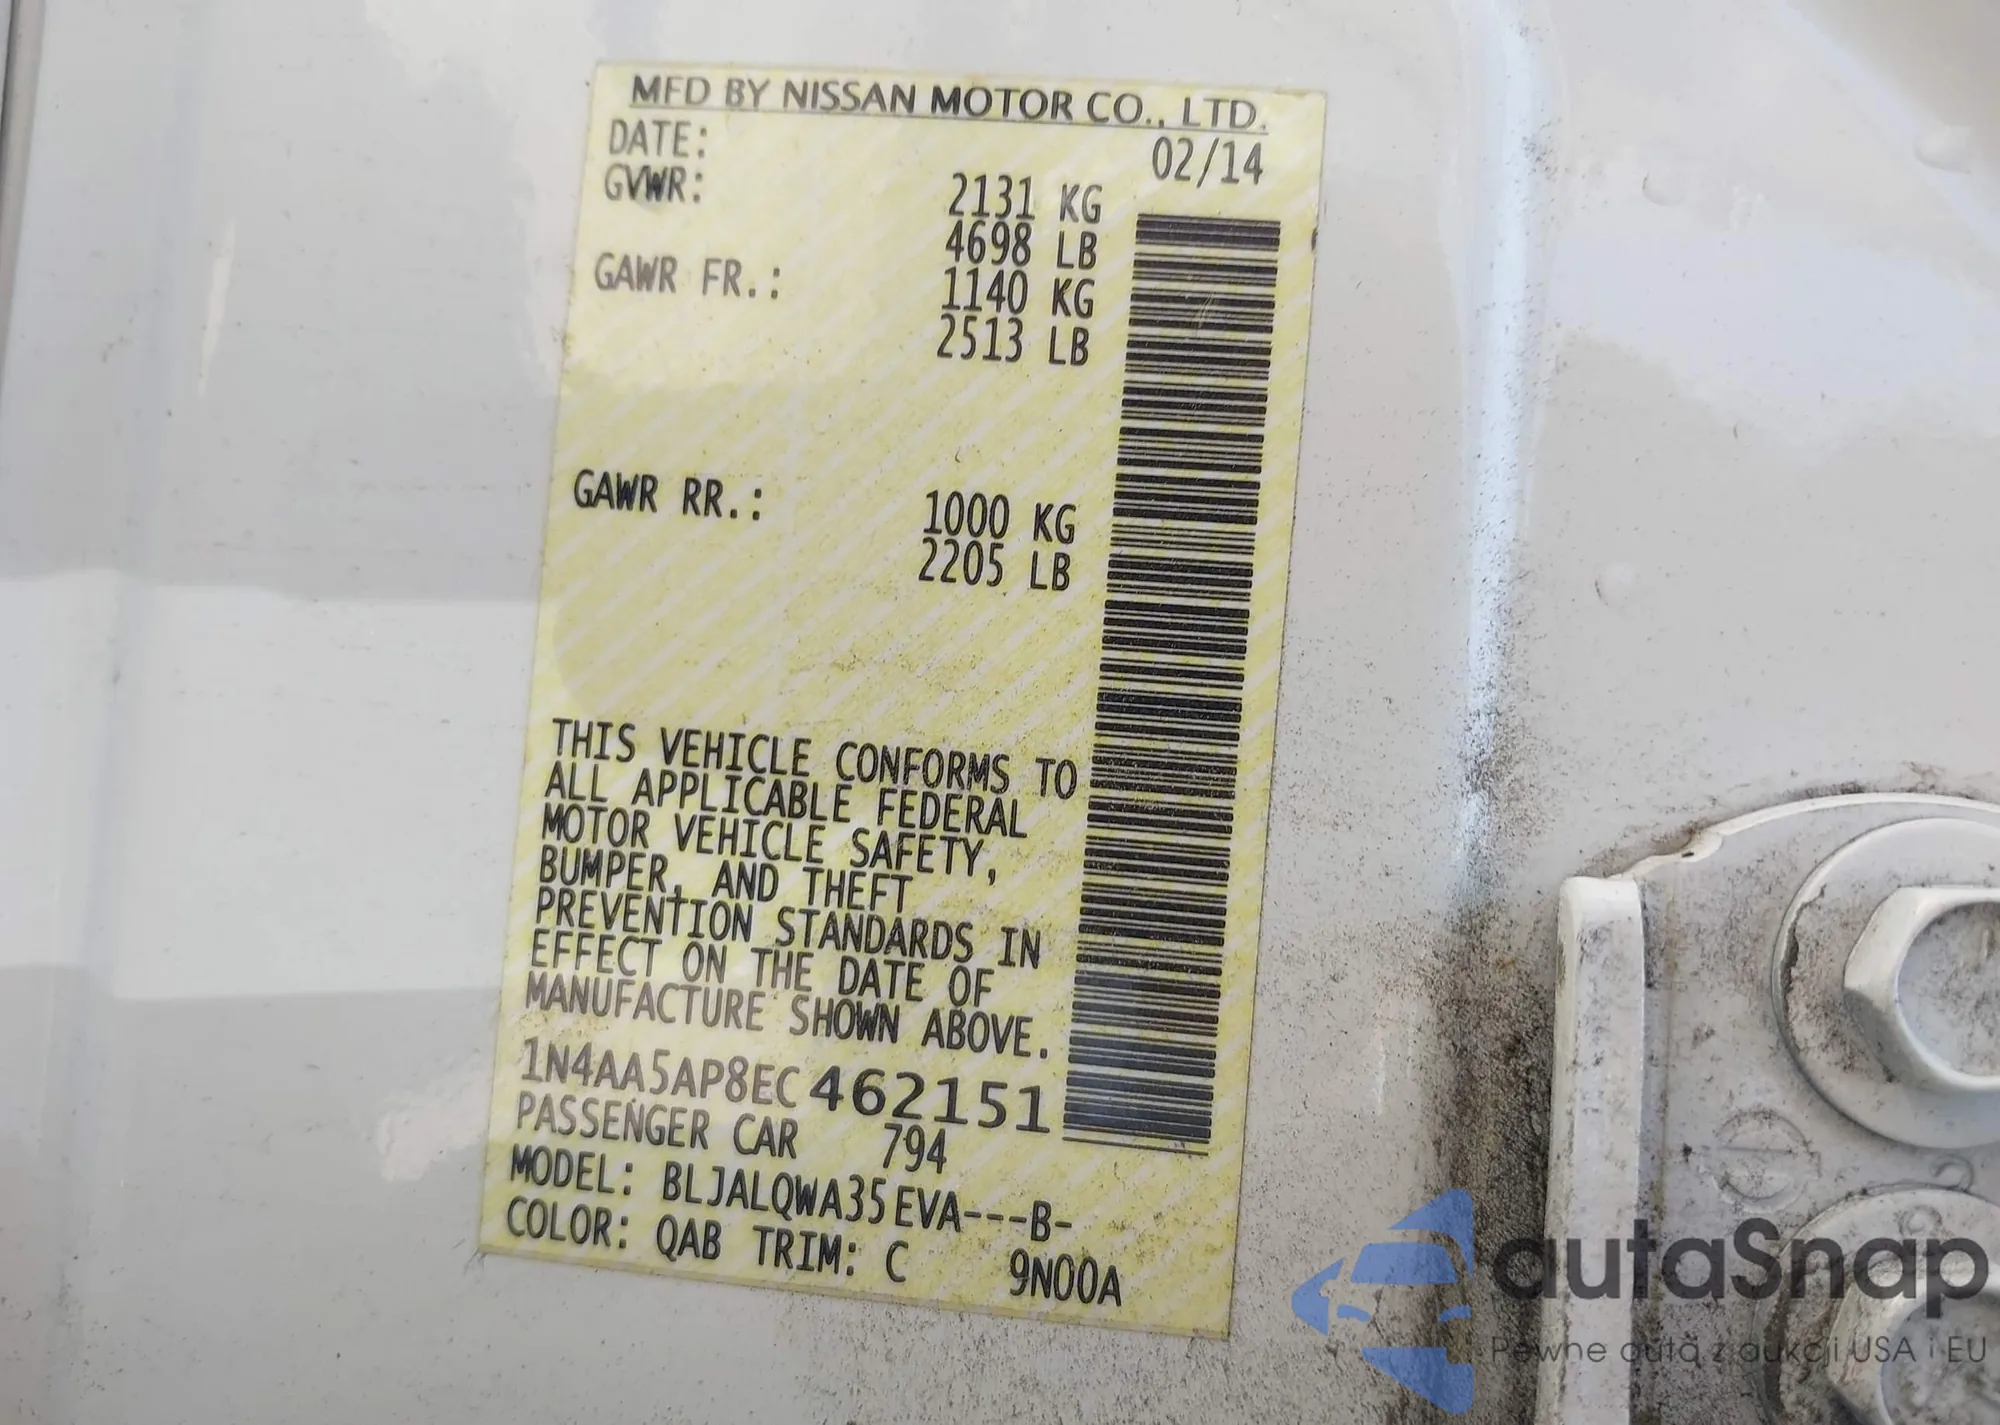 MFD BY NISSAN MOTOR CO., LTD.
DATE: 02/14
GVWR: 2131 KG
4698 LB
GAWR FR.: 1140 KG
2513 LB
GAWR RR.: 1000 KG
2205 LB
THIS VEHICLE CONFORMS TO
ALL APPLICABLE FEDERAL
MOTOR VEHICLE SAFETY,
BUMPER, AND THEFT
PREVENTION STANDARDS IN
EFFECT ON THE DATE OF
MANUFACTURE SHOWN ABOVE.
1N4AA5AP8EC462151
PASSENGER CAR 794
MODEL: BLJALQWA35EVA---B-
COLOR: QAB TRIM: C 9N00A
autaSnap
Pewne auta z aukcji USA i EU